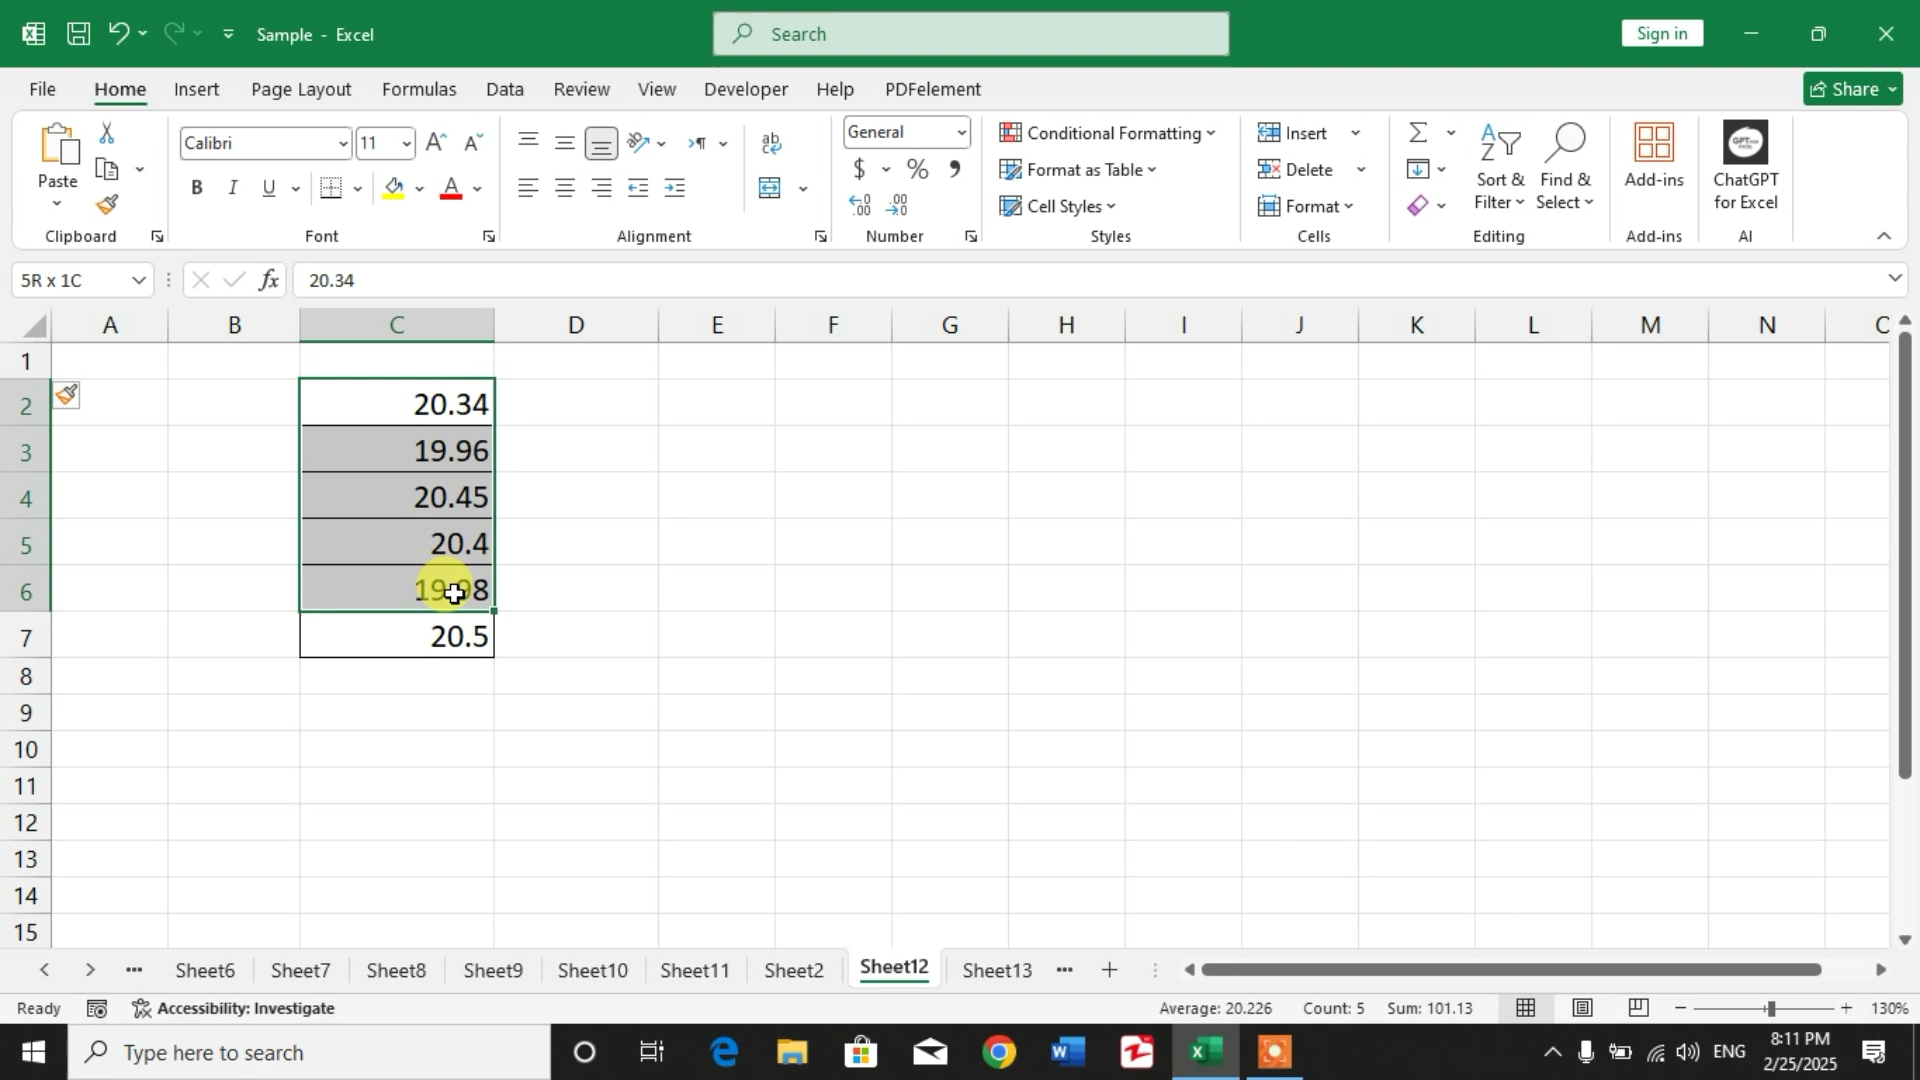 Sample - Excel
Search
Sign in
File Home Insert Page Layout Formulas Data Review View Developer Help PDFelement
Share
Paste
Clipboard
Calibri 11
B I U A
Font
ab
Alignment
General
$ % ,
Number
Conditional Formatting
Format as Table
Cell Styles
Styles
Insert
Delete
Format
Cells
Sort & Filter
Find & Select
Editing
Add-ins
Add-ins
ChatGPT for Excel
AI
5R x 1C fx 20.34
A B C D E F G H I J K L M N
1
2 20.34
3 19.96
4 20.45
5 20.4
6 19.98
7 20.5
8
9
10
11
12
13
14
15
Sheet6 Sheet7 Sheet8 Sheet9 Sheet10 Sheet11 Sheet2 Sheet12 Sheet13
Ready Accessibility: Investigate Average: 20.226 Count: 5 Sum: 101.13 130%
Type here to search ENG 8:11 PM
2/25/2025